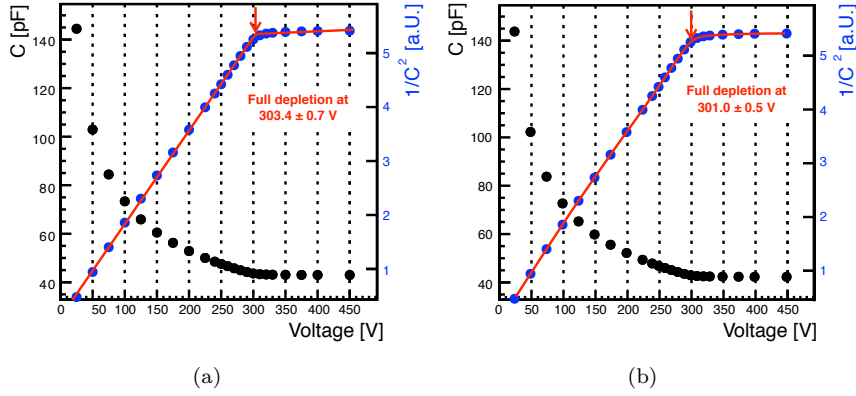 C [pF]
140
120
100
80
60
40
0 50 100 150 200 250 300 350 400 450
Voltage [V]
1/C² [a.U.]
5
4
3
2
1
Full depletion at
303.4 ± 0.7 V
(a)
C [pF]
140
120
100
80
60
40
0 50 100 150 200 250 300 350 400 450
Voltage [V]
1/C² [a.U.]
5
4
3
2
1
Full depletion at
301.0 ± 0.5 V
(b)